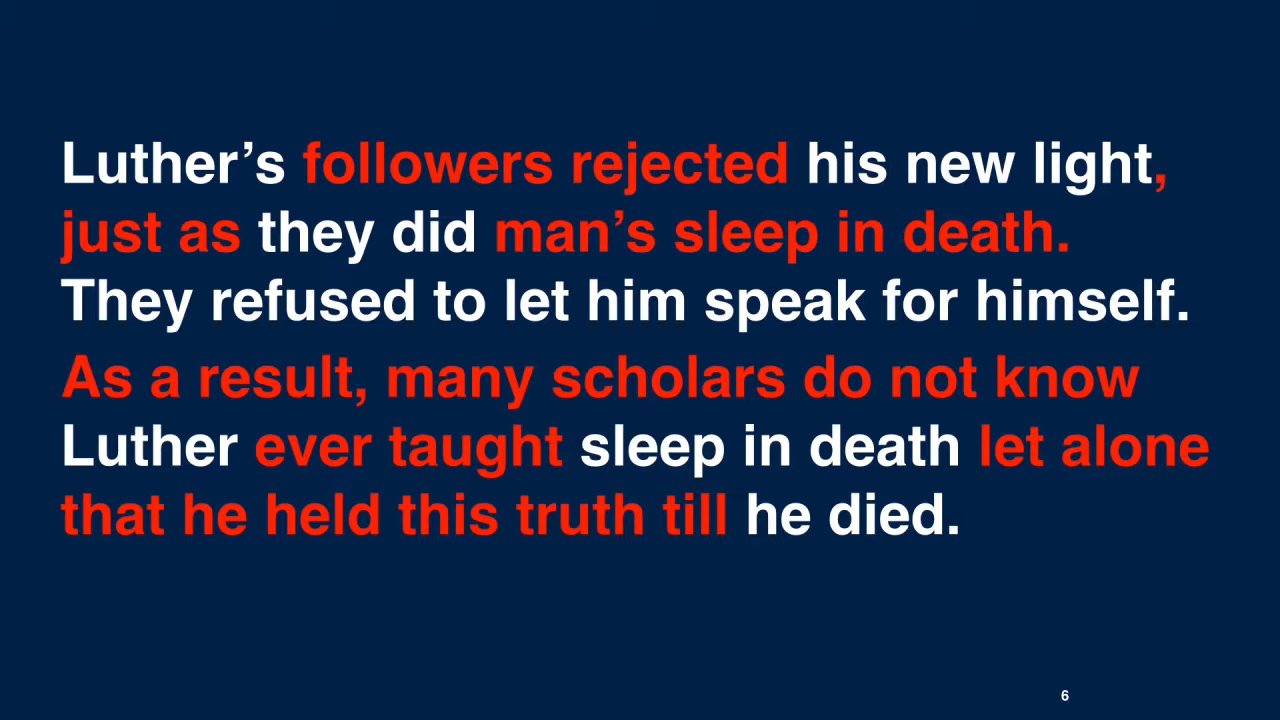 Luther’s followers rejected his new light,
just as they did man’s sleep in death.
They refused to let him speak for himself.
As a result, many scholars do not know
Luther ever taught sleep in death let alone
that he held this truth till he died.
6